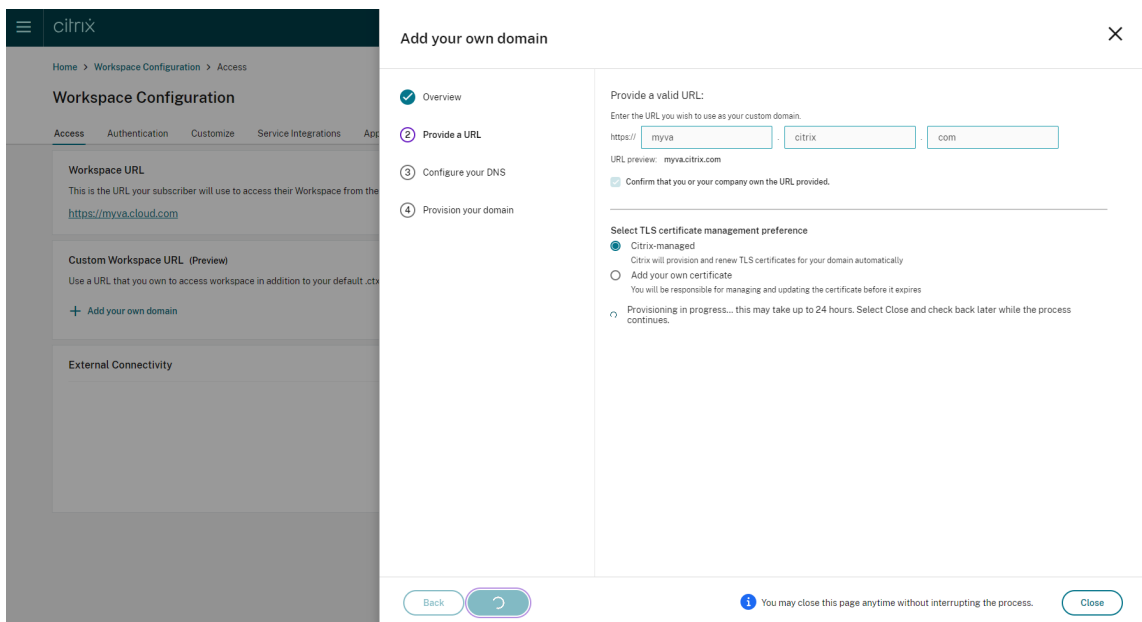 citrix
Home > Workspace Configuration > Access
Workspace Configuration
Access Authentication Customize Service Integrations App
Workspace URL
This is the URL your subscriber will use to access their Workspace from the
https://myva.cloud.com
Custom Workspace URL (Preview)
Use a URL that you own to access workspace in addition to your default .ctx
+ Add your own domain
External Connectivity
Add your own domain
Overview
2 Provide a URL
3 Configure your DNS
4 Provision your domain
Provide a valid URL:
Enter the URL you wish to use as your custom domain.
https:// myva . citrix . com
URL preview: myva.citrix.com
Confirm that you or your company own the URL provided.
Select TLS certificate management preference
Citrix-managed
Citrix will provision and renew TLS certificates for your domain automatically
Add your own certificate
You will be responsible for managing and updating the certificate before it expires
Provisioning in progress... this may take up to 24 hours. Select Close and check back later while the process
continues.
Back
You may close this page anytime without interrupting the process.
Close